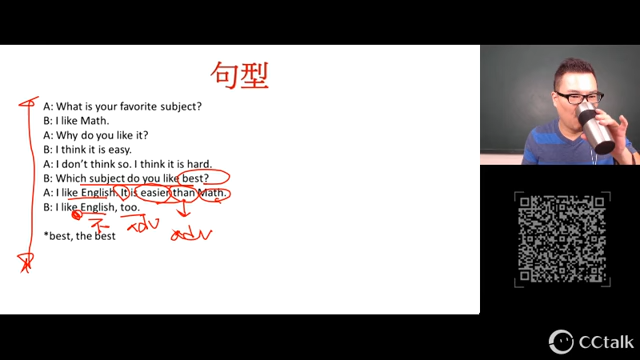 句型
A: What is your favorite subject?
B: I like Math.
A: Why do you like it?
B: I think it is easy.
A: I don't think so. I think it is hard.
B: Which subject do you like best?
A: I like English. It is easier than Math.
B: I like English, too.
adv
adv
*best, the best
CCtalk